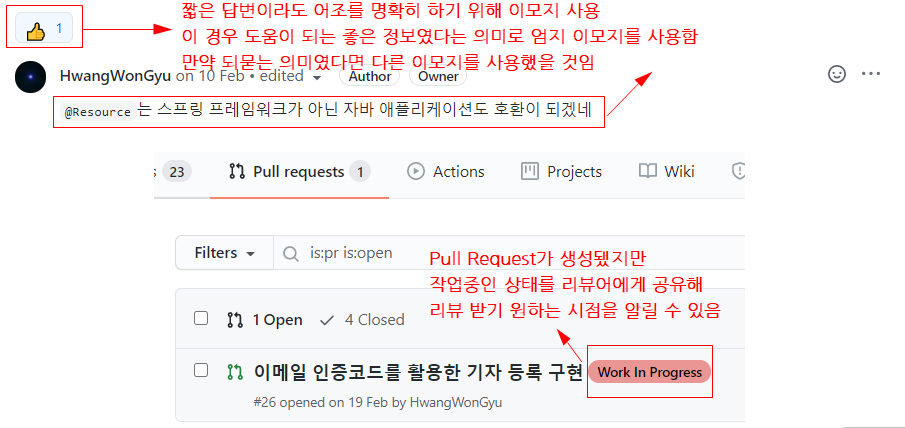 짧은 답변이라도 어조를 명확히 하기 위해 이모지 사용
👍 1
이 경우 도움이 되는 좋은 정보였다는 의미로 엄지 이모지를 사용함
만약 되묻는 의미였다면 다른 이모지를 사용했을 것임
HwangWonGyu on 10 Feb • edited Author Owner
@Resource는 스프링 프레임워크가 아닌 자바 애플리케이션도 호환이 되겠네
s 23 Pull requests 1 Actions Projects Wiki
Filters is:pr is:open
Pull Request가 생성됐지만
작업중인 상태를 리뷰어에게 공유해
리뷰 받기 원하는 시점을 알릴 수 있음
1 Open 4 Closed
이메일 인증코드를 활용한 기자 등록 구현 Work In Progress
#26 opened on 19 Feb by HwangWonGyu